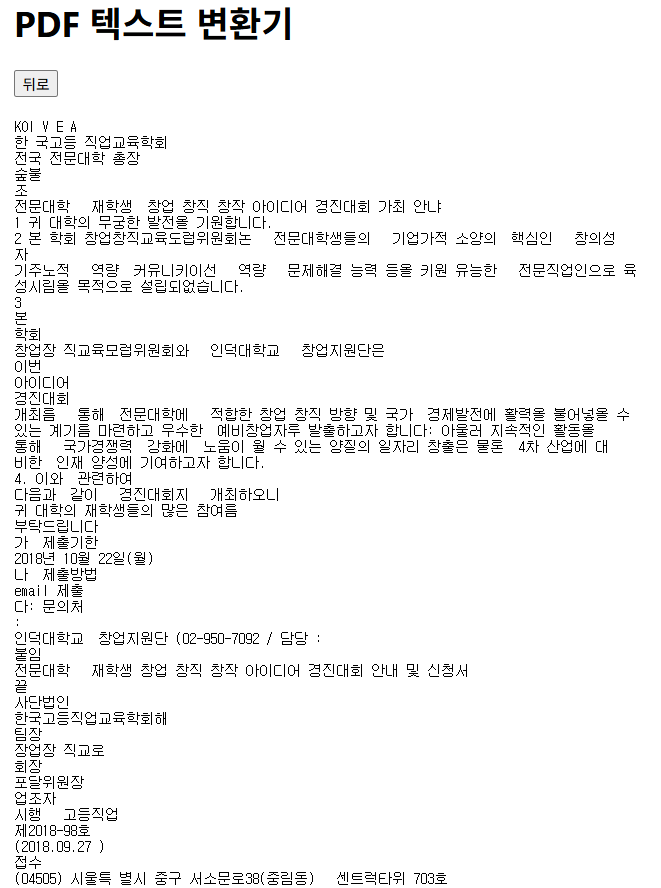 PDF 텍스트 변환기
뒤로
KOI V E A
한 국고등 직업교육학회
전국 전문대학 총장
숲불
조
전문대학 재학생 창업 창직 창작 아이디어 경진대회 가최 안냐
1 귀 대학의 무궁한 발전을 기원합니다.
2 본 학회 창업창직교육도럽위원회논 전문대학생들의 기업가적 소양의 핵심인 창의성
자
기주노적 역량 커뮤니키이선 역량 문제해결 능력 등을 키원 유능한 전문직업인으로 육
성시림을 목적으로 설립되없습니다.
3
본
학회
창업장 직교육모럽위원회와 인덕대학교 창업지원단은
이번
아이디어
경진대회
개최름 통해 전문대학에 적합한 창업 창직 방향 및 국가 경제발전에 활력을 불어넣을 수
있는 계기틈 마련하고 우수한 예비창업자루 발출하고자 합니다: 아울러 지속적인 활동을
통해 국가경쟁력 강화에 노움이 월 수 있는 양질의 일자리 창출은 물론 4차 산업에 대
비한 인재 양성에 기여하고자 합니다.
4. 이와 관련하여
다음과 같이 경진대회지 개최하오니
귀 대학의 재학생들의 많은 참여름
부탁드립니다
가 제출기한
2018년 10월 22일(월)
나 제출방법
email 제출
다: 문의처
:
인덕대학교 창업지원단 (02-950-7092 / 담당 :
불임
전문대학 재학생 창업 창직 창작 아이디어 경진대회 안내 및 신청서
끝
사단법인
한국고등직업교육학회해
팀장
장업장 직교로
회장
포달위원장
업조자
시행 고등직업
제2018-98호
(2018.09.27 )
접수
(04505) 시울특 별시 중구 서소문로38(중림동) 센트럭타위 703호